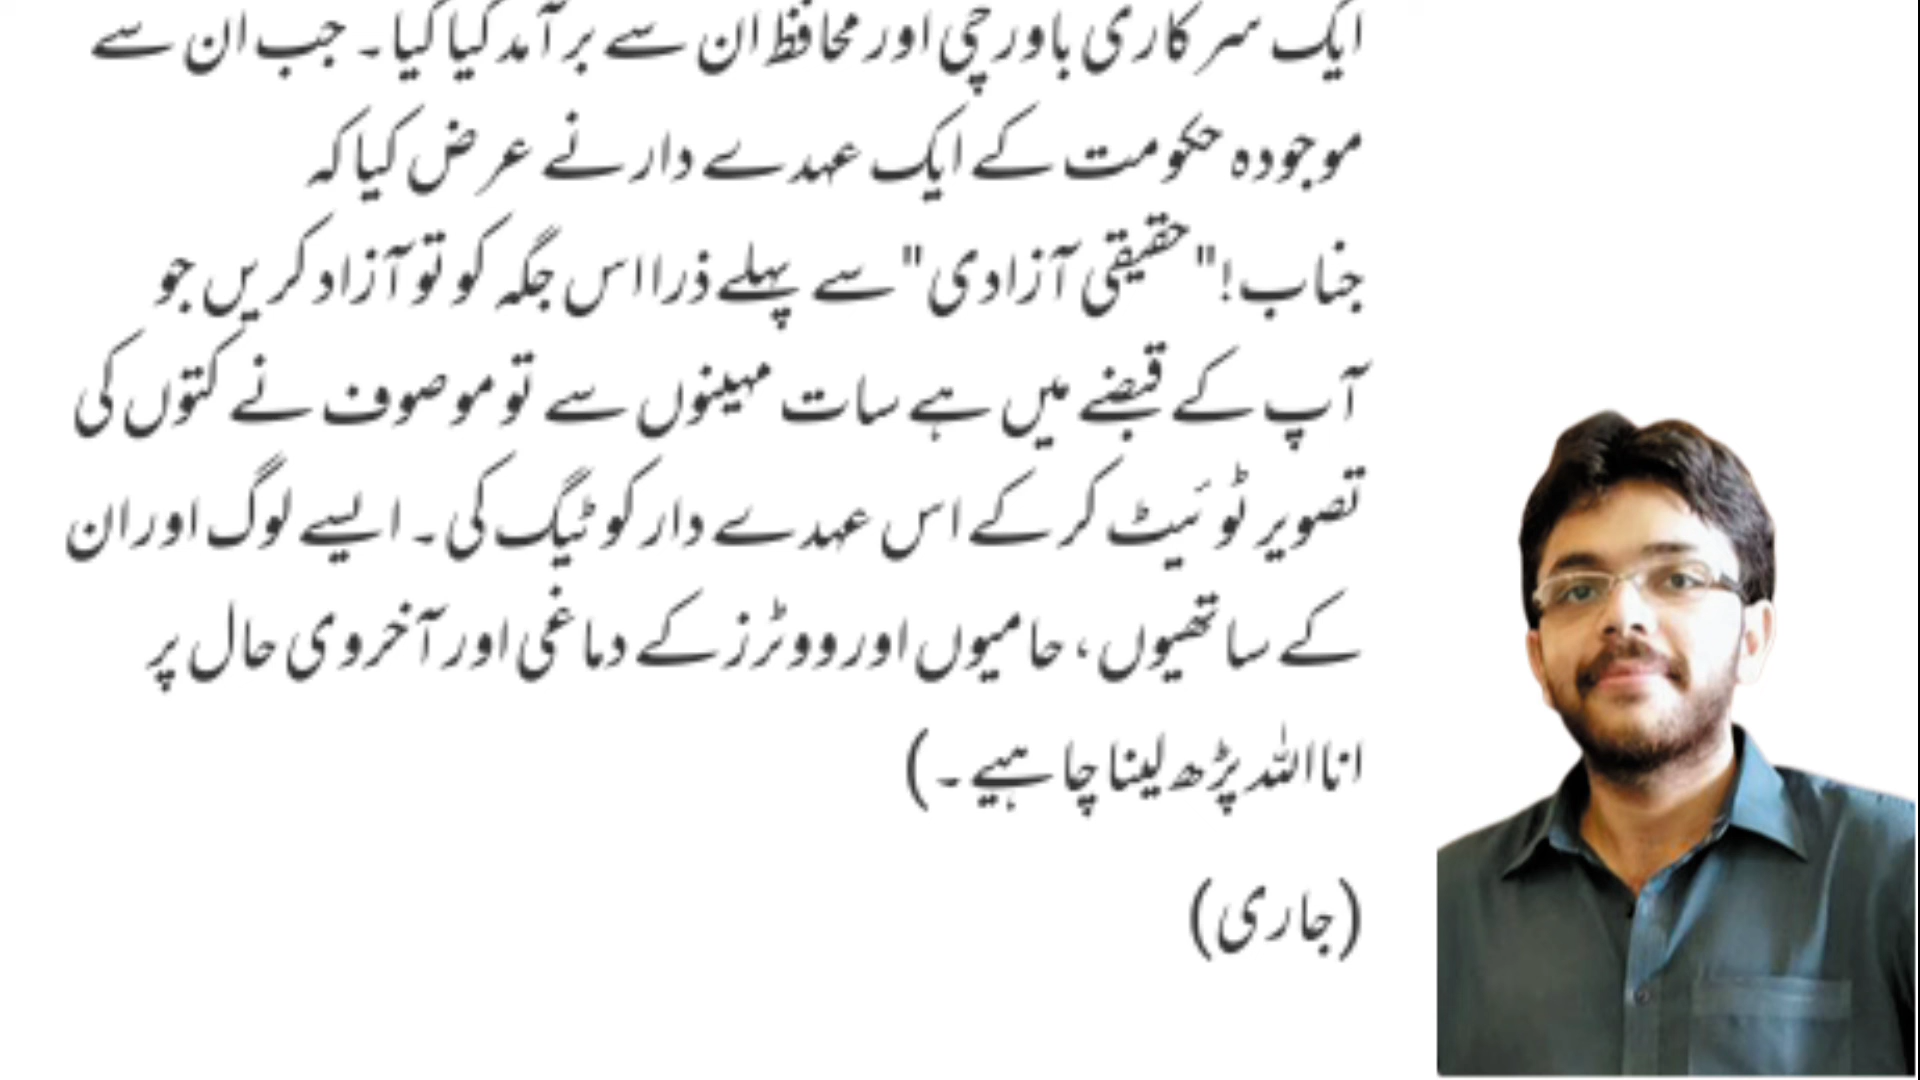 ایک سرکاری باورچی اور محافظ ان سے برآمد کیا گیا۔ جب ان سے
موجودہ حکومت کے ایک عہدے دار نے عرض کیا کہ
جناب! "حقیقی آزادی" سے پہلے ذرا اس جگہ کو تو آزاد کریں جو
آپ کے قبضے میں ہے سات مہینوں سے تو موصوف نے کتوں کی
تصویر ٹوئیٹ کر کے اس عہدے دار کو ٹیگ کی۔ ایسے لوگ اور ان
کے ساتھیوں، حامیوں اور ووٹرز کے دماغی اور آخروی حال پر
انا اللہ پڑھ لینا چاہیے۔)
(جاری)